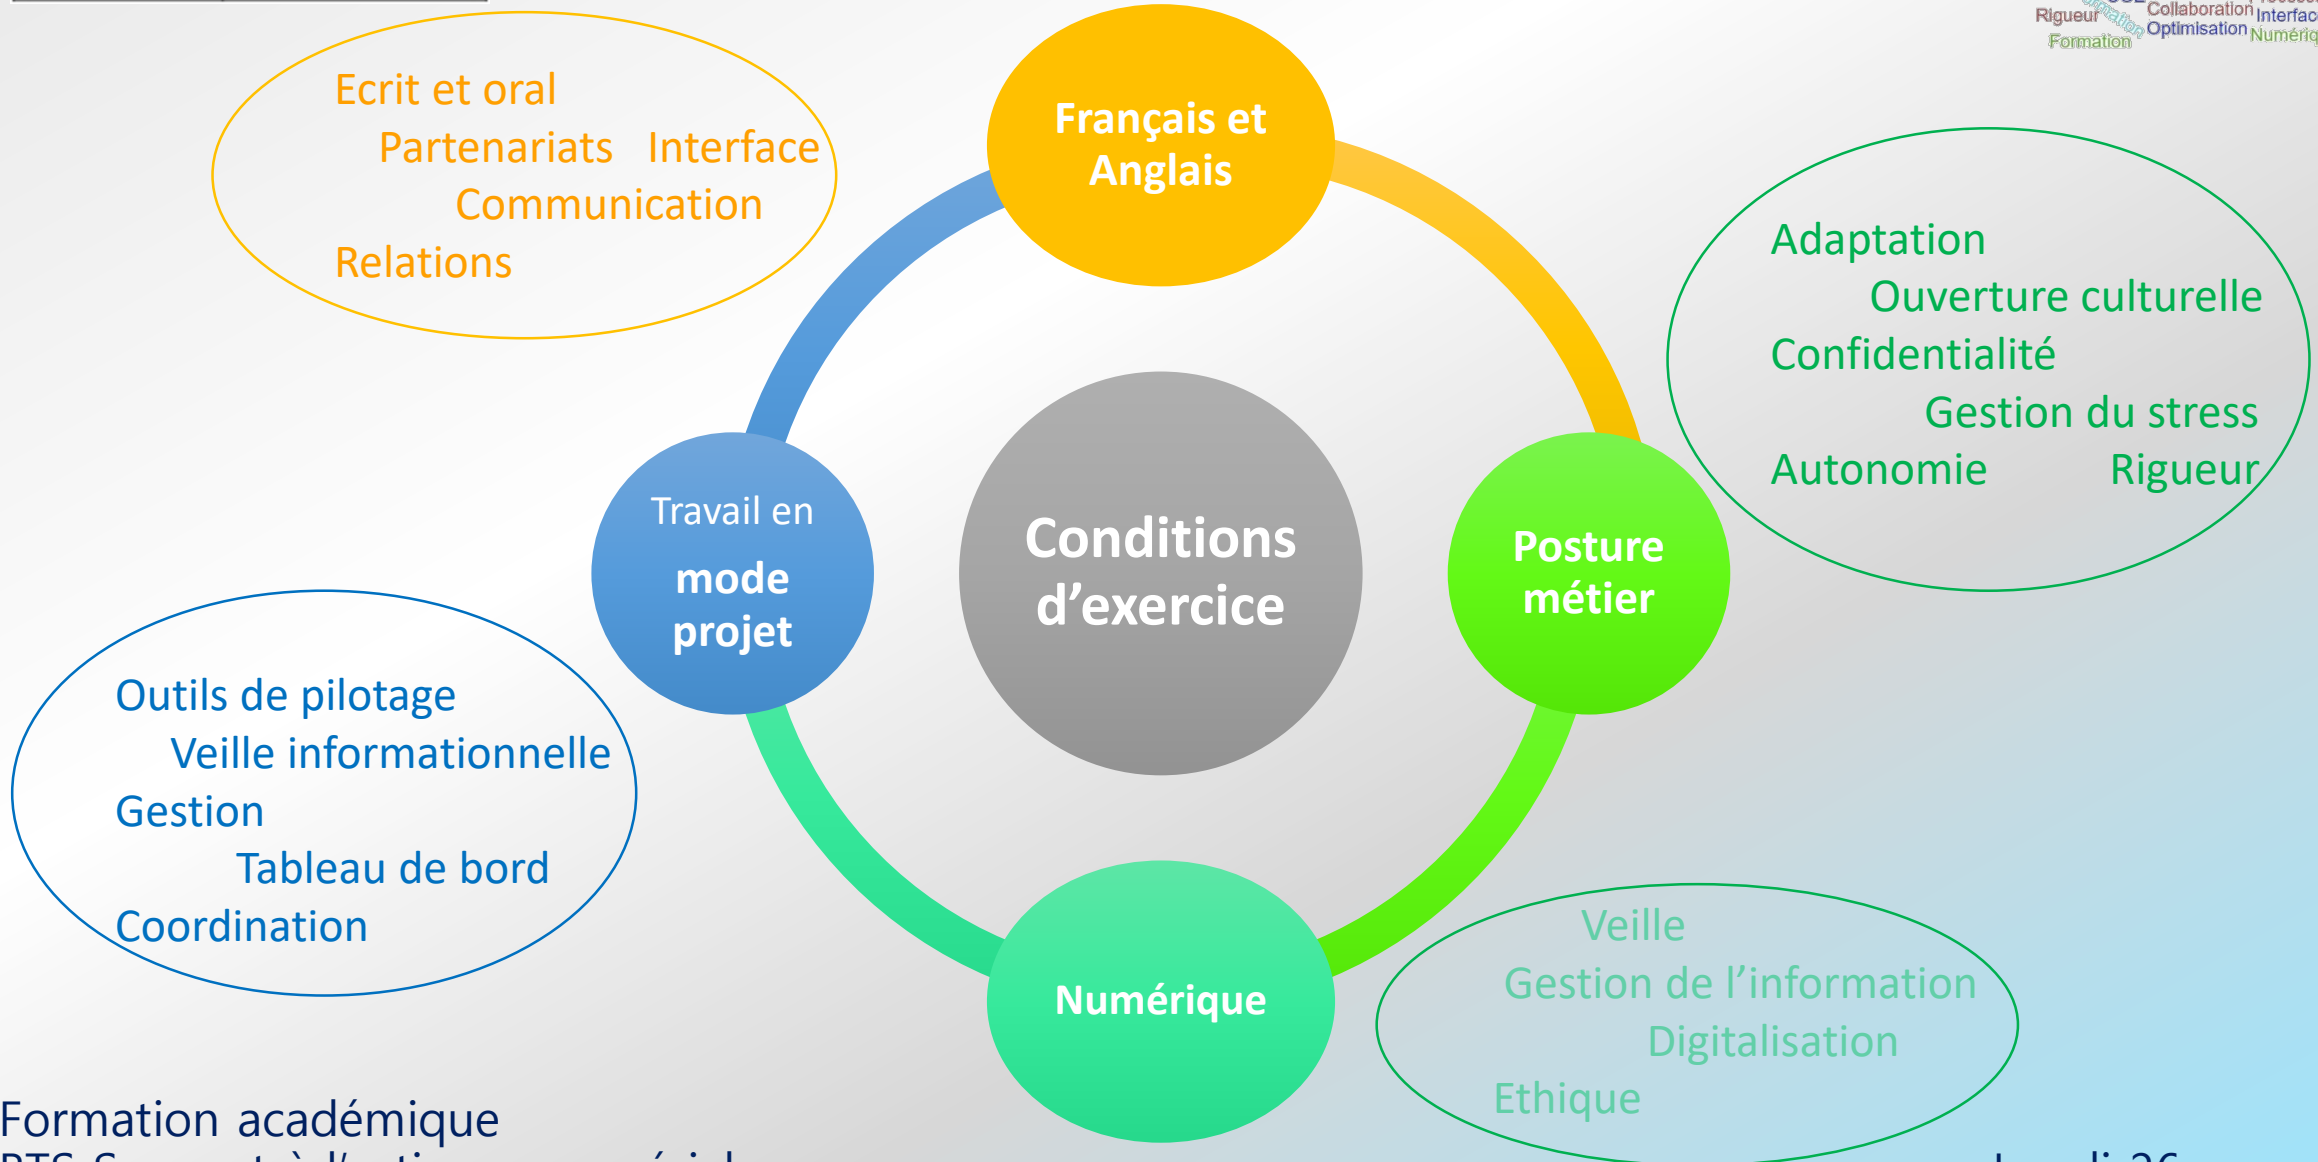 Rigueur
Collaboration
Optimisation
Formation
Ecrit et oral
Partenariats Interface
Communication
Relations
Français et
Anglais
Adaptation
Ouverture culturelle
Confidentialité
Gestion du stress
Autonomie Rigueur
Travail en
mode
projet
Conditions
d’exercice
Posture
métier
Outils de pilotage
Veille informationnelle
Gestion
Tableau de bord
Coordination
Numérique
Veille
Gestion de l’information
Digitalisation
Ethique
Formation académique